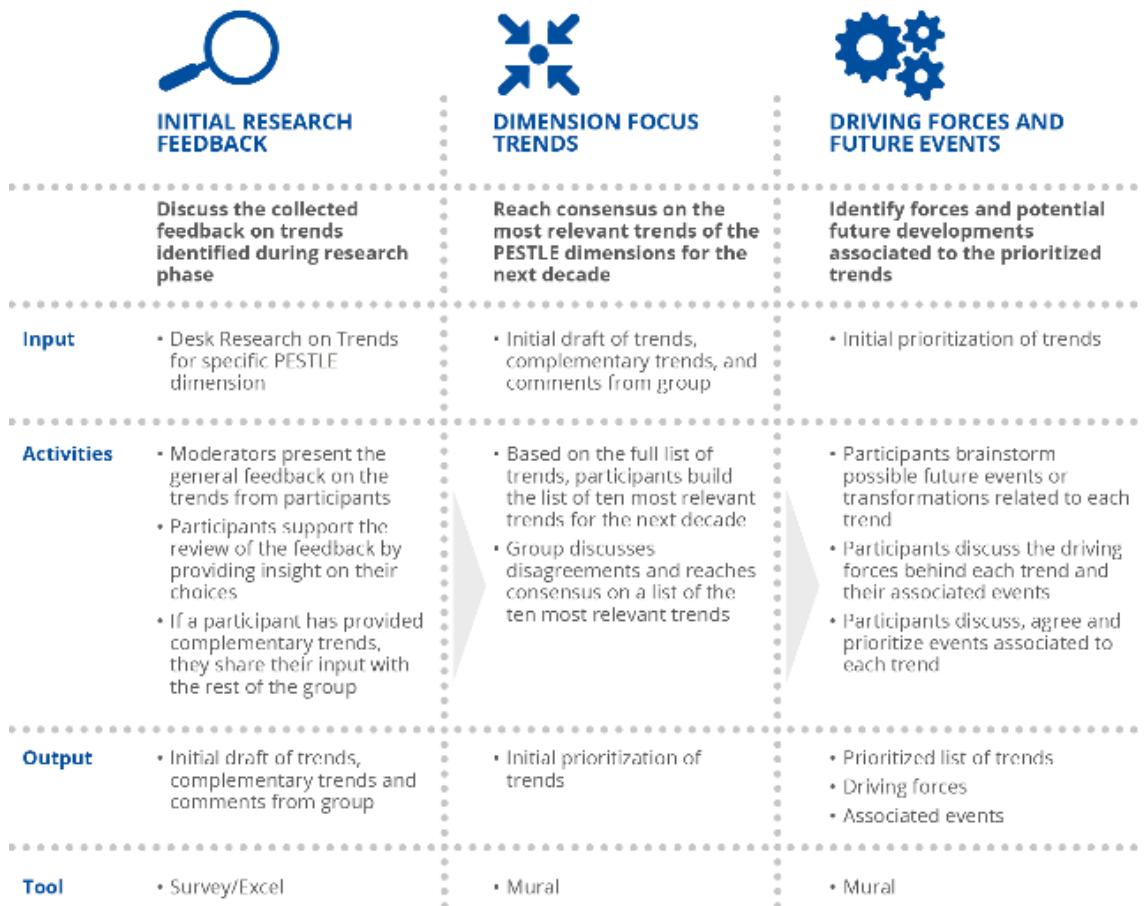 INITIAL RESEARCH
FEEDBACK
DIMENSION FOCUS
TRENDS
DRIVING FORCES AND
FUTURE EVENTS
Discuss the collected
feedback on trends
identified during research
phase
Reach consensus on the
most relevant trends of the
PESTLE dimensions for the
next decade
Identify forces and potential
future developments
associated to the prioritized
trends
Input
• Desk Research on Trends
for specific PESTLE
dimension
• Initial draft of trends,
complementary trends, and
comments from group
• Initial prioritization of trends
Activities
• Moderators present the
general feedback on the
trends from participants
• Participants support the
review of the feedback by
providing insight on their
choices
• If a participant has provided
complementary trends,
they share their input with
the rest of the group
• Based on the full list of
trends, participants build
the list of ten most relevant
trends for the next decade
• Group discusses
disagreements and reaches
consensus on a list of the
ten most relevant trends
• Participants brainstorm
possible future events or
transformations related to each
trend
• Participants discuss the driving
forces behind each trend and
their associated events
• Participants discuss, agree and
prioritize events associated to
each trend
Output
• Initial draft of trends,
complementary trends and
comments from group
• Initial prioritization of
trends
• Prioritized list of trends
• Driving forces
• Associated events
Tool
• Survey/Excel
• Mural
• Mural